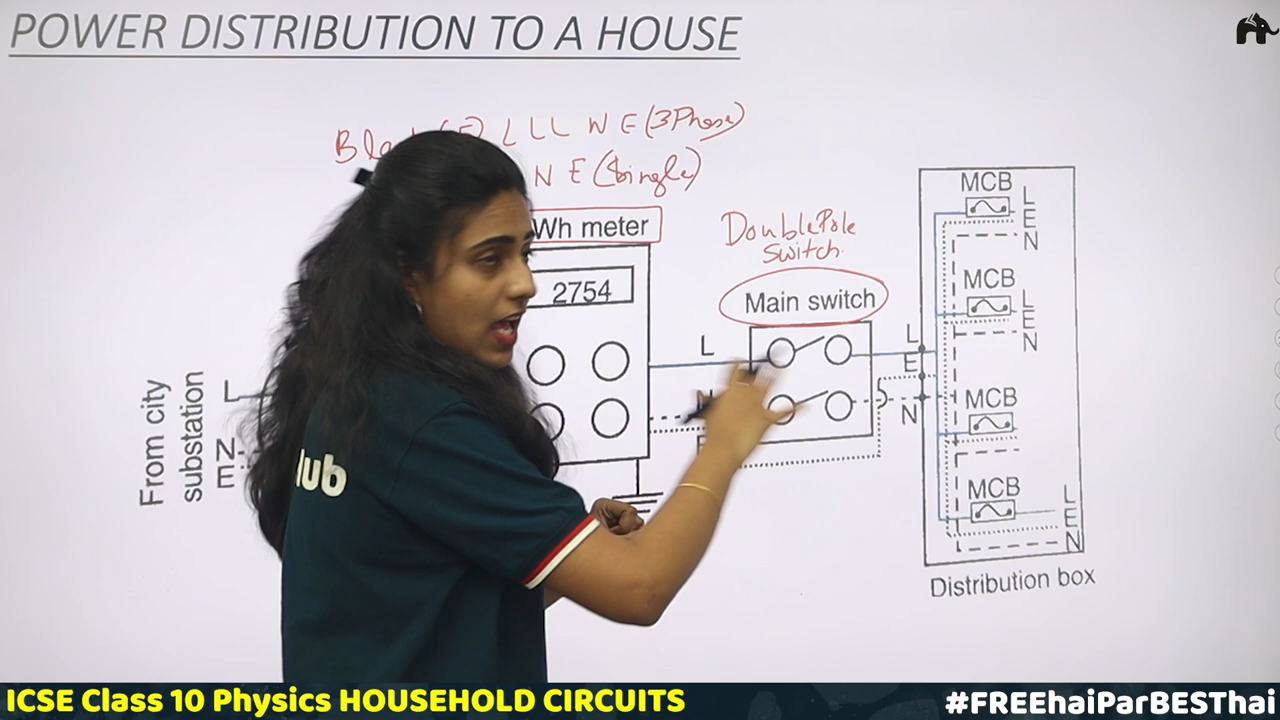 POWER DISTRIBUTION TO A HOUSE
L L L N E (3Phase)
N E (Single)
Wh meter
2754
Double Pole
Switch.
Main switch
From city
substation
L
N
E
L
N
L
E
N
MCB
L
E
N
MCB
L
E
N
MCB
MCB
L
E
N
Distribution box
lub
ICSE Class 10 Physics HOUSEHOLD CIRCUITS
#FREEhaiParBESThai